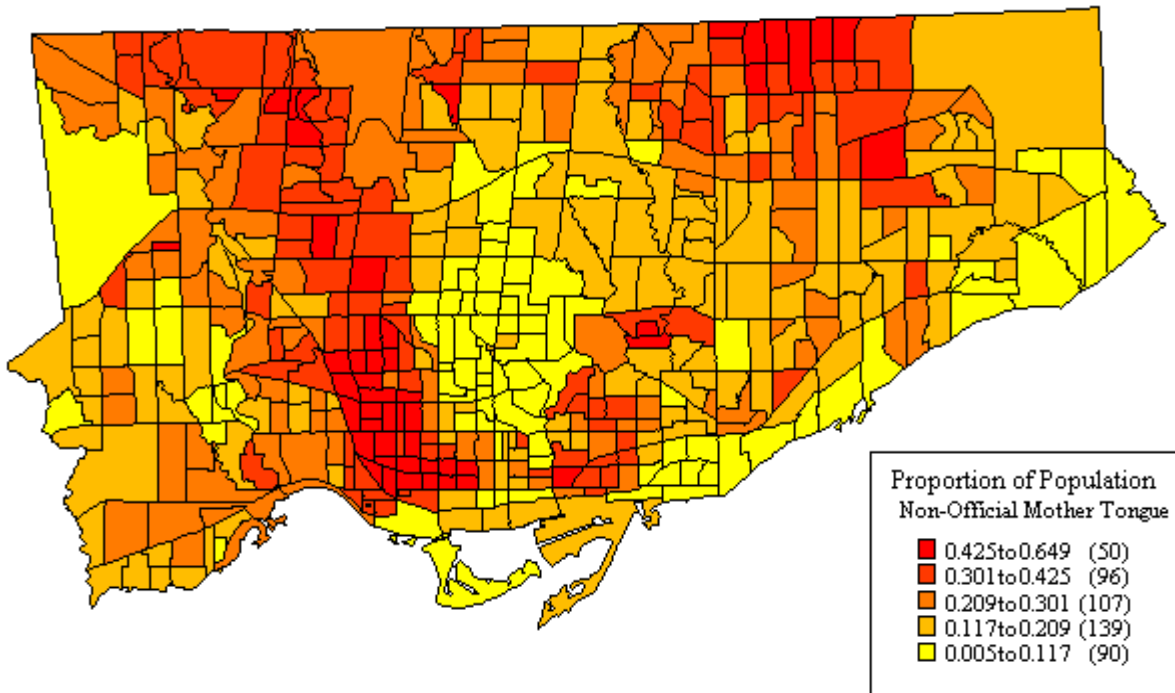 Proportion of Population
Non-Official Mother Tongue
0.425to0.649 (50)
0.301to0.425 (96)
0.209to0.301 (107)
0.117to0.209 (139)
0.005to0.117 (90)